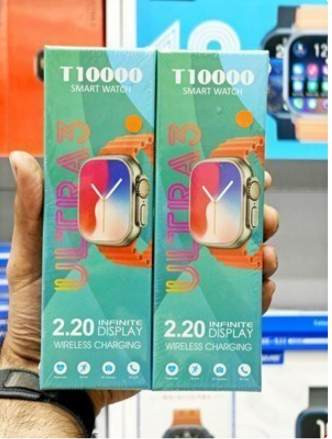 T10000
SMART WATCH
ULTRA 3
2.20 INFINITE DISPLAY
WIRELESS CHARGING
T10000
SMART WATCH
ULTRA 3
2.20 INFINITE DISPLAY
WIRELESS CHARGING